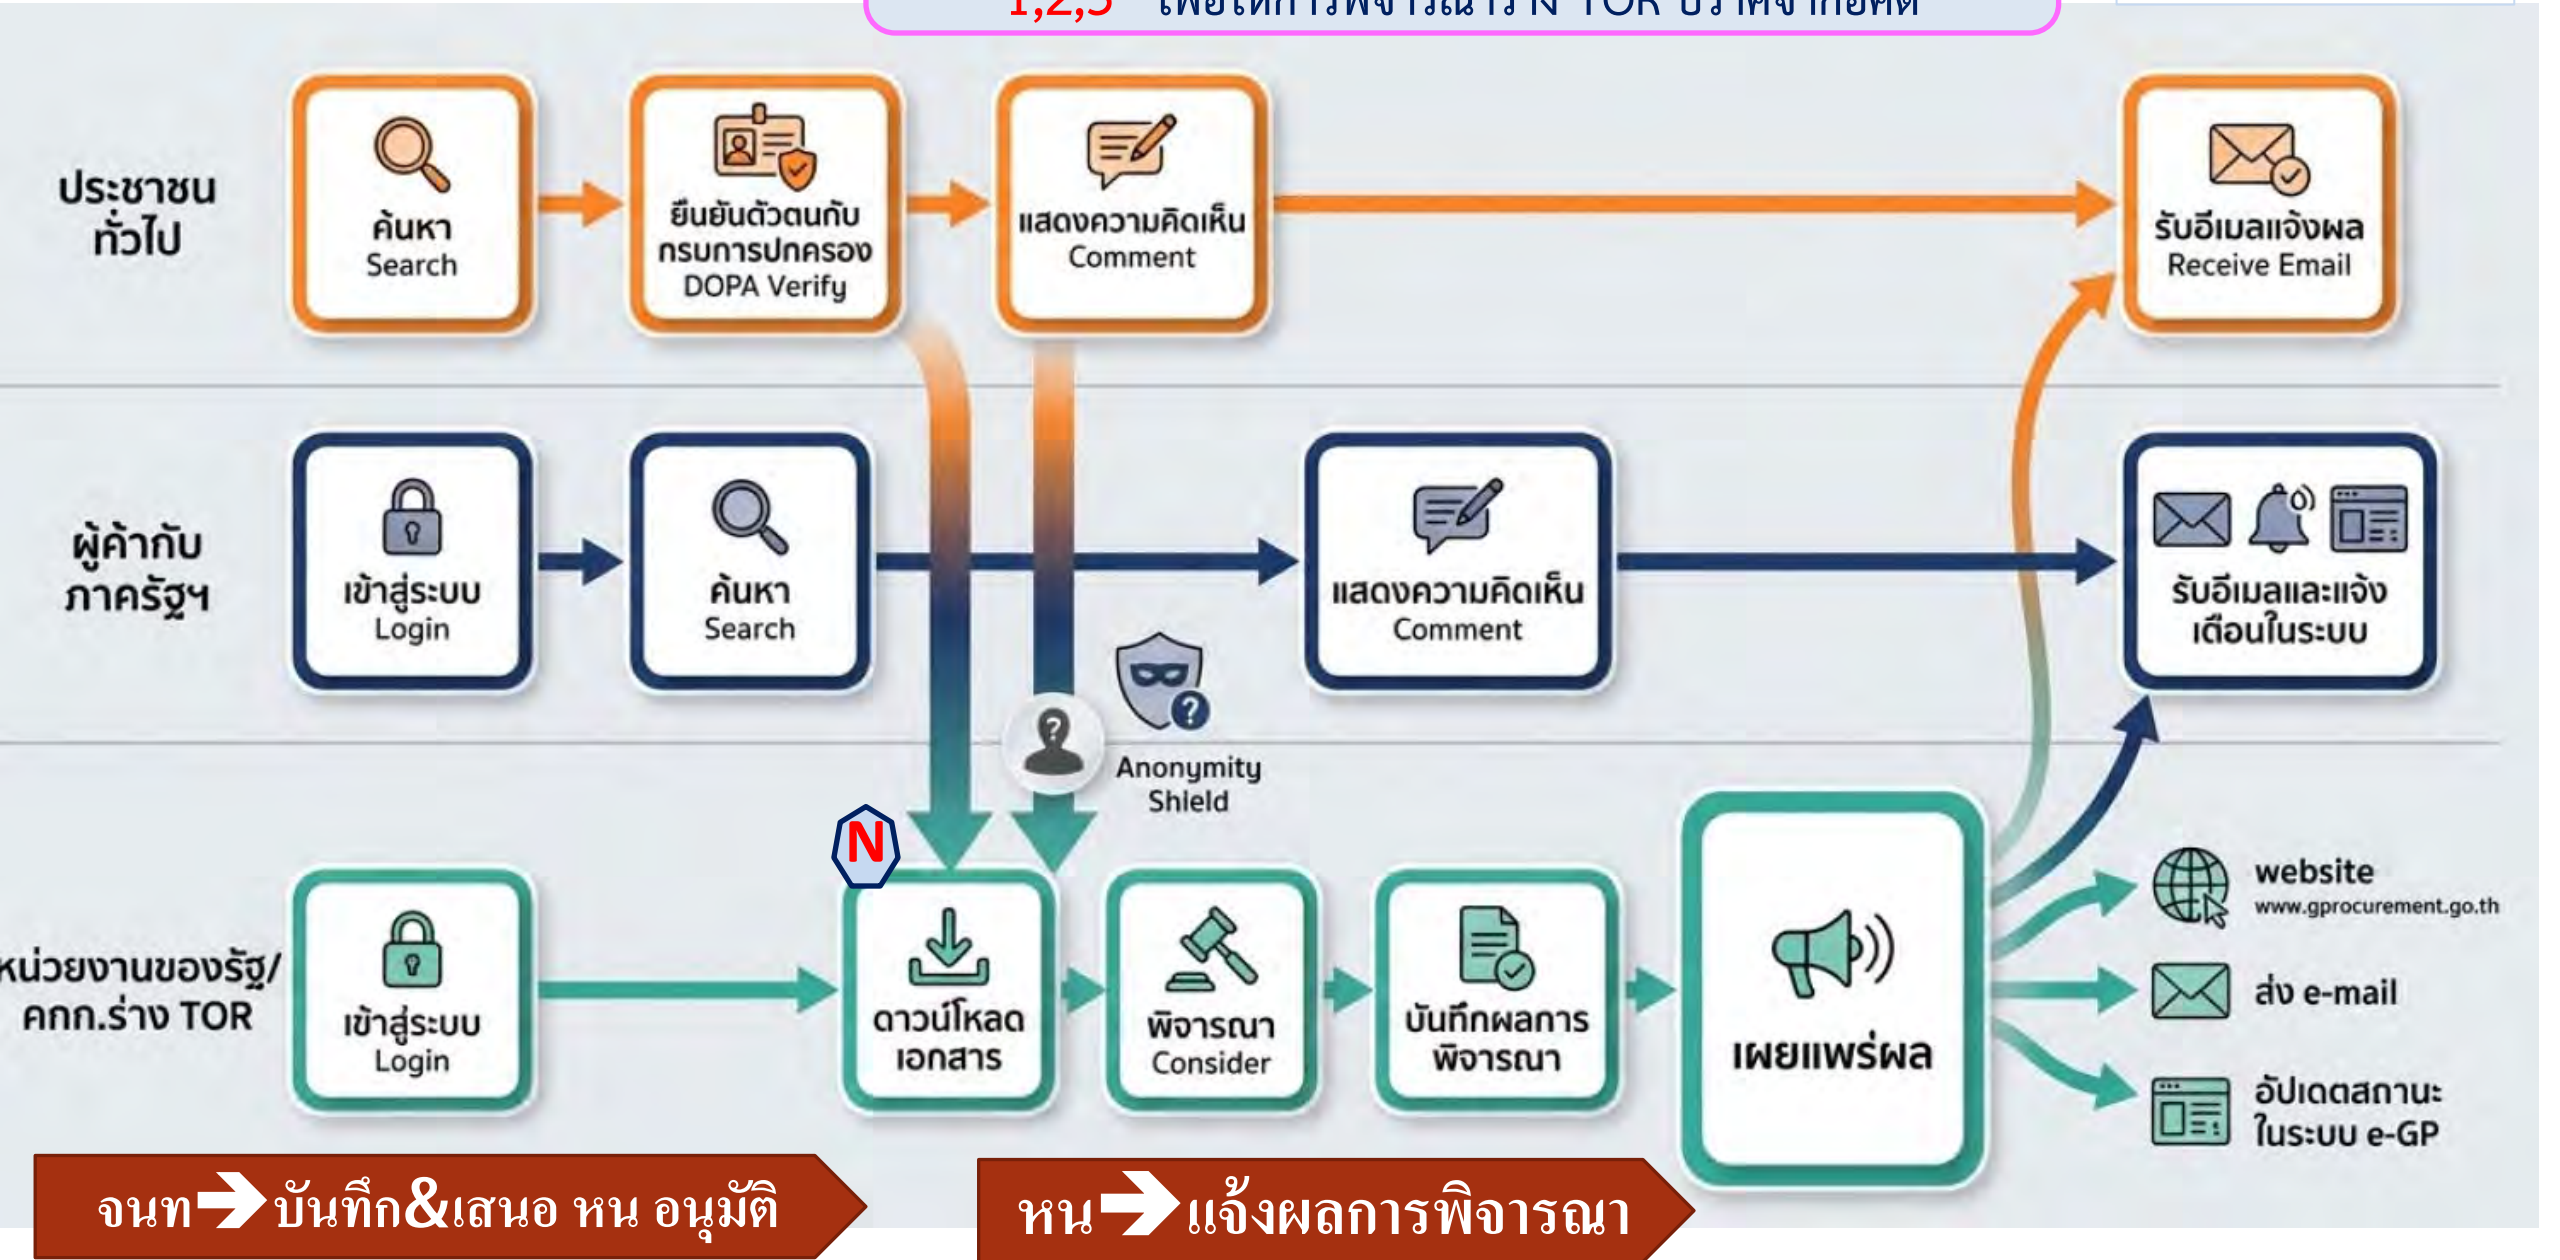 ประชาชน
ทั่วไป
ค้นหา
Search
ยืนยันตัวตนกับ
กรมการปกครอง
DOPA Verify
แสดงความคิดเห็น
Comment
รับอีเมลแจ้งผล
Receive Email
ผู้ค้ากับ
ภาครัฐฯ
เข้าสู่ระบบ
Login
ค้นหา
Search
แสดงความคิดเห็น
Comment
รับอีเมลและแจ้ง
เตือนในระบบ
Anonymity
Shield
N
หน่วยงานของรัฐ/
คกก.ร่าง TOR
เข้าสู่ระบบ
Login
ดาวน์โหลด
เอกสาร
พิจารณา
Consider
บันทึกผลการ
พิจารณา
เผยแพร่ผล
website
www.gprocurement.go.th
ส่ง e-mail
อัปเดตสถานะ
ในระบบ e-GP
จนท➔บันทึก&เสนอ หน อนุมัติ
หน➔แจ้งผลการพิจารณา